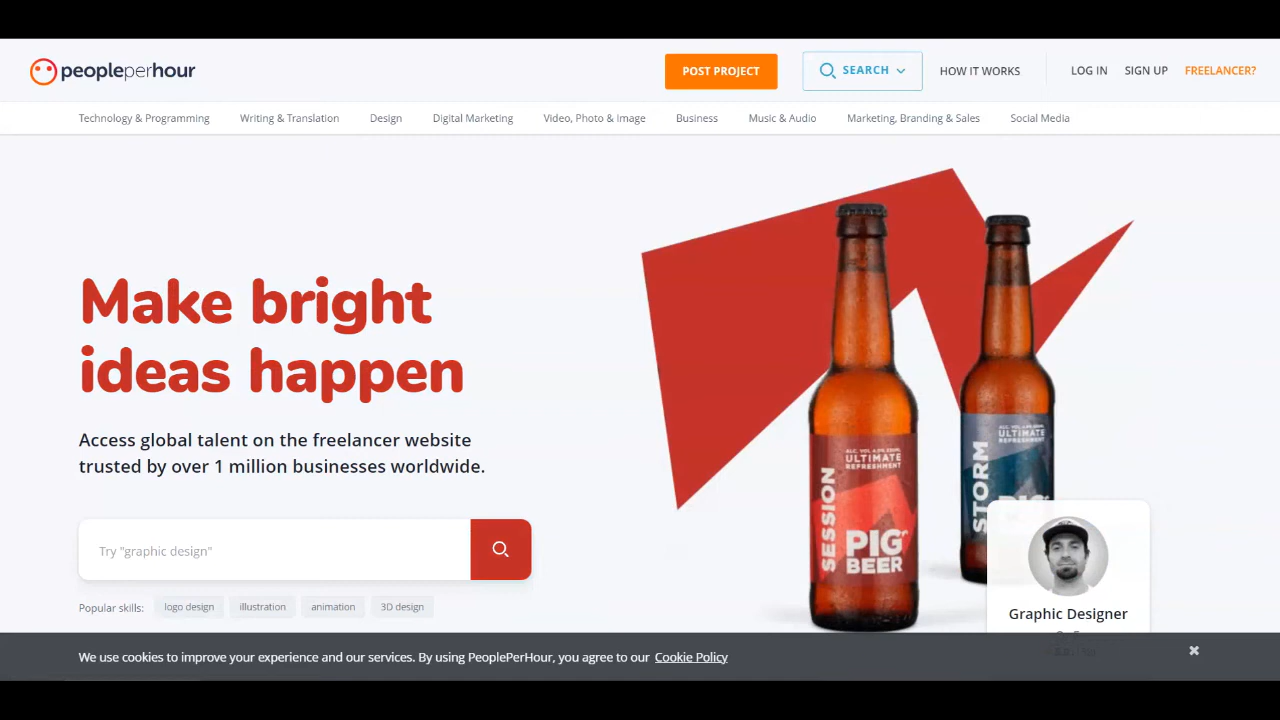 peopleperhour
POST PROJECT
SEARCH
HOW IT WORKS
LOG IN
SIGN UP
FREELANCER?
Technology & Programming
Writing & Translation
Design
Digital Marketing
Video, Photo & Image
Business
Music & Audio
Marketing, Branding & Sales
Social Media
Make bright
ideas happen
Access global talent on the freelancer website
trusted by over 1 million businesses worldwide.
Try "graphic design"
Popular skills:
logo design
illustration
animation
3D design
ULTIMATE
REFRESHMENT
SESSION
PIG
BEER
ULTIMATE
REFRESHMENT
STORM
PIG
Graphic Designer
We use cookies to improve your experience and our services. By using PeoplePerHour, you agree to our Cookie Policy